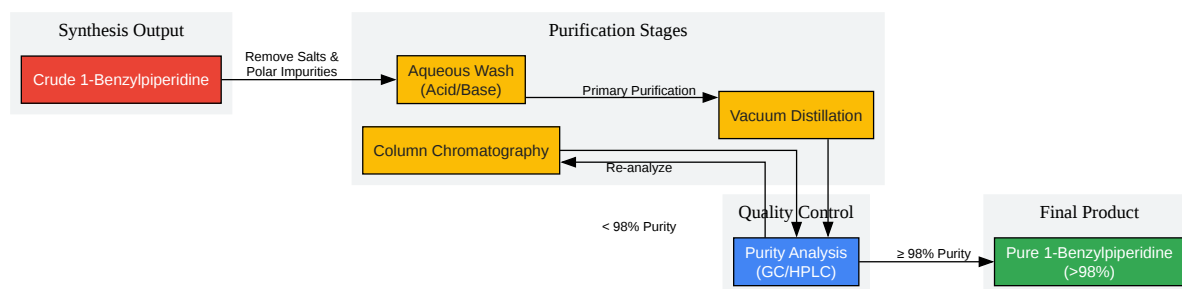 Synthesis Output
Crude 1-Benzylpiperidine
Remove Salts &
Polar Impurities
Purification Stages
Aqueous Wash
(Acid/Base)
Primary Purification
Vacuum Distillation
Column Chromatography
Re-analyze
< 98% Purity
Quality Control
Purity Analysis
(GC/HPLC)
≥ 98% Purity
Final Product
Pure 1-Benzylpiperidine
(>98%)